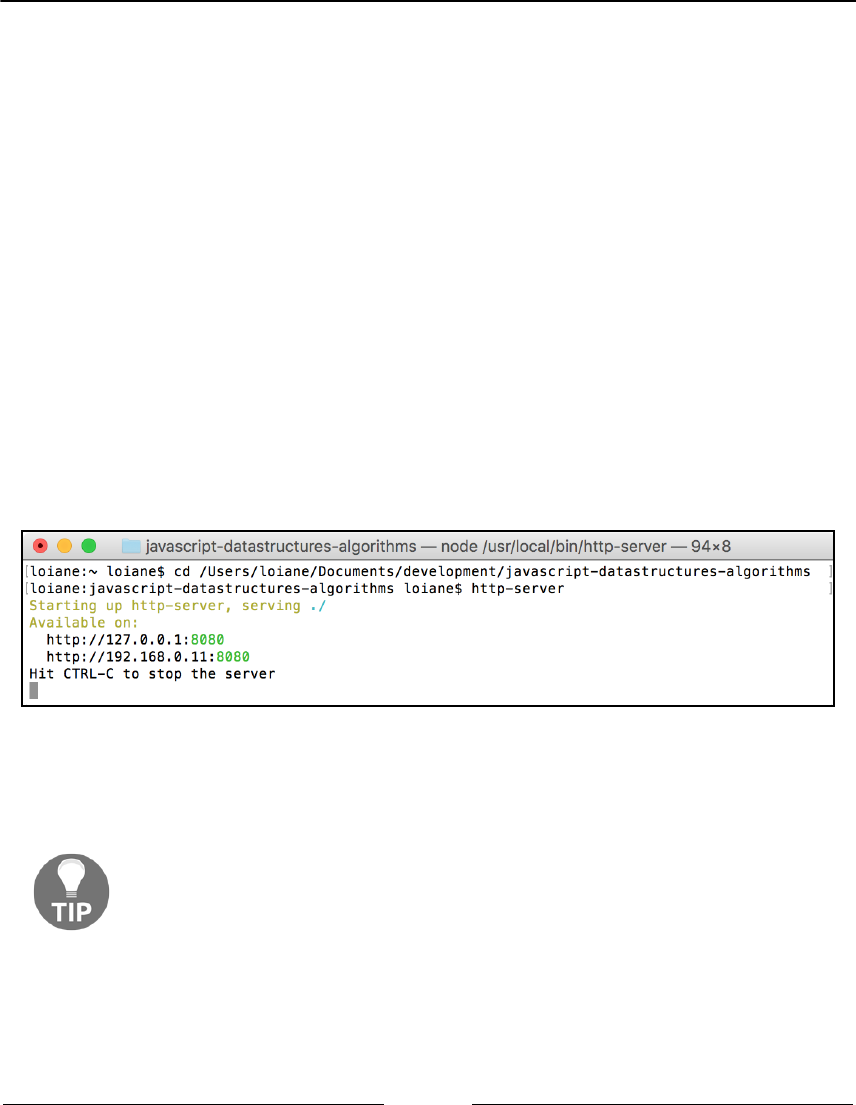 javascript-datastructures-algorithms — node /usr/local/bin/http-server — 94×8
[loiane:~ loiane$ cd /Users/loiane/Documents/development/javascript-datastructures-algorithms ]
[loiane:javascript-datastructures-algorithms loiane$ http-server ]
Starting up http-server, serving ./
Available on:
  http://127.0.0.1:8080
  http://192.168.0.11:8080
Hit CTRL-C to stop the server
TIP